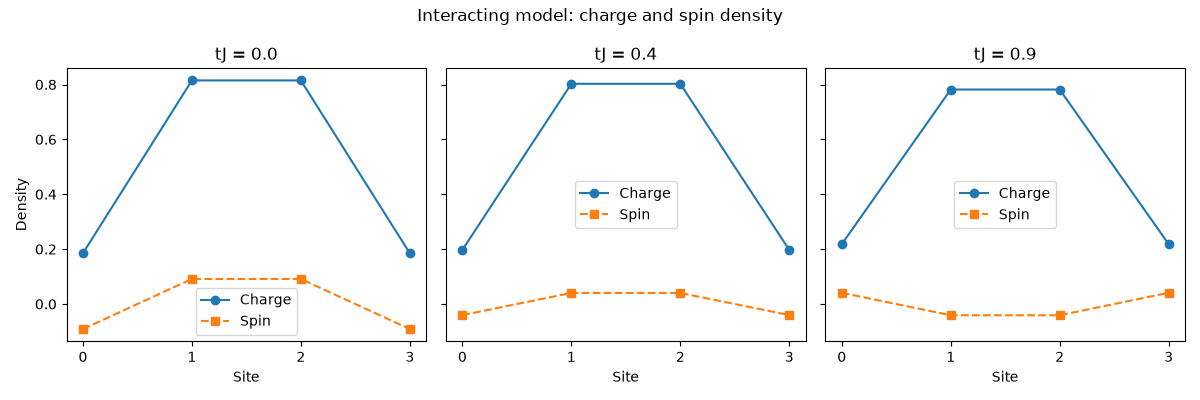 Interacting model: charge and spin density
tJ = 0.0
tJ = 0.4
tJ = 0.9
Density
0.8
0.6
0.4
0.2
0.0
Charge
Spin
Charge
Spin
Charge
Spin
0 1 2 3
0 1 2 3
0 1 2 3
Site
Site
Site